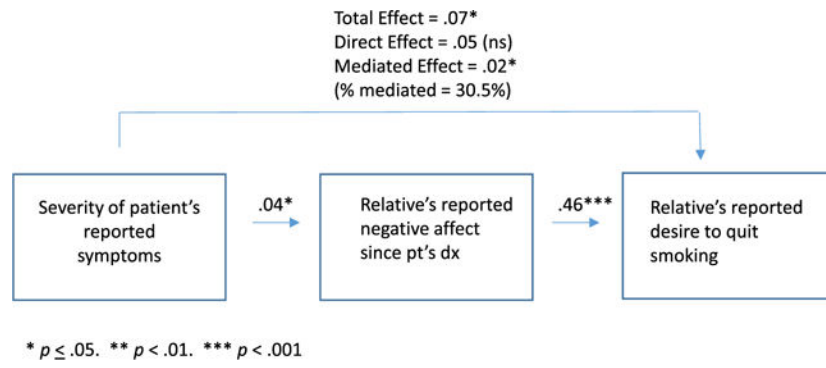 Total Effect = .07*
Direct Effect = .05 (ns)
Mediated Effect = .02*
(% mediated = 30.5%)
Severity of patient's
reported
symptoms
.04*
Relative's reported
negative affect
since pt's dx
.46***
Relative's reported
desire to quit
smoking
* p ≤ .05. ** p < .01. *** p < .001